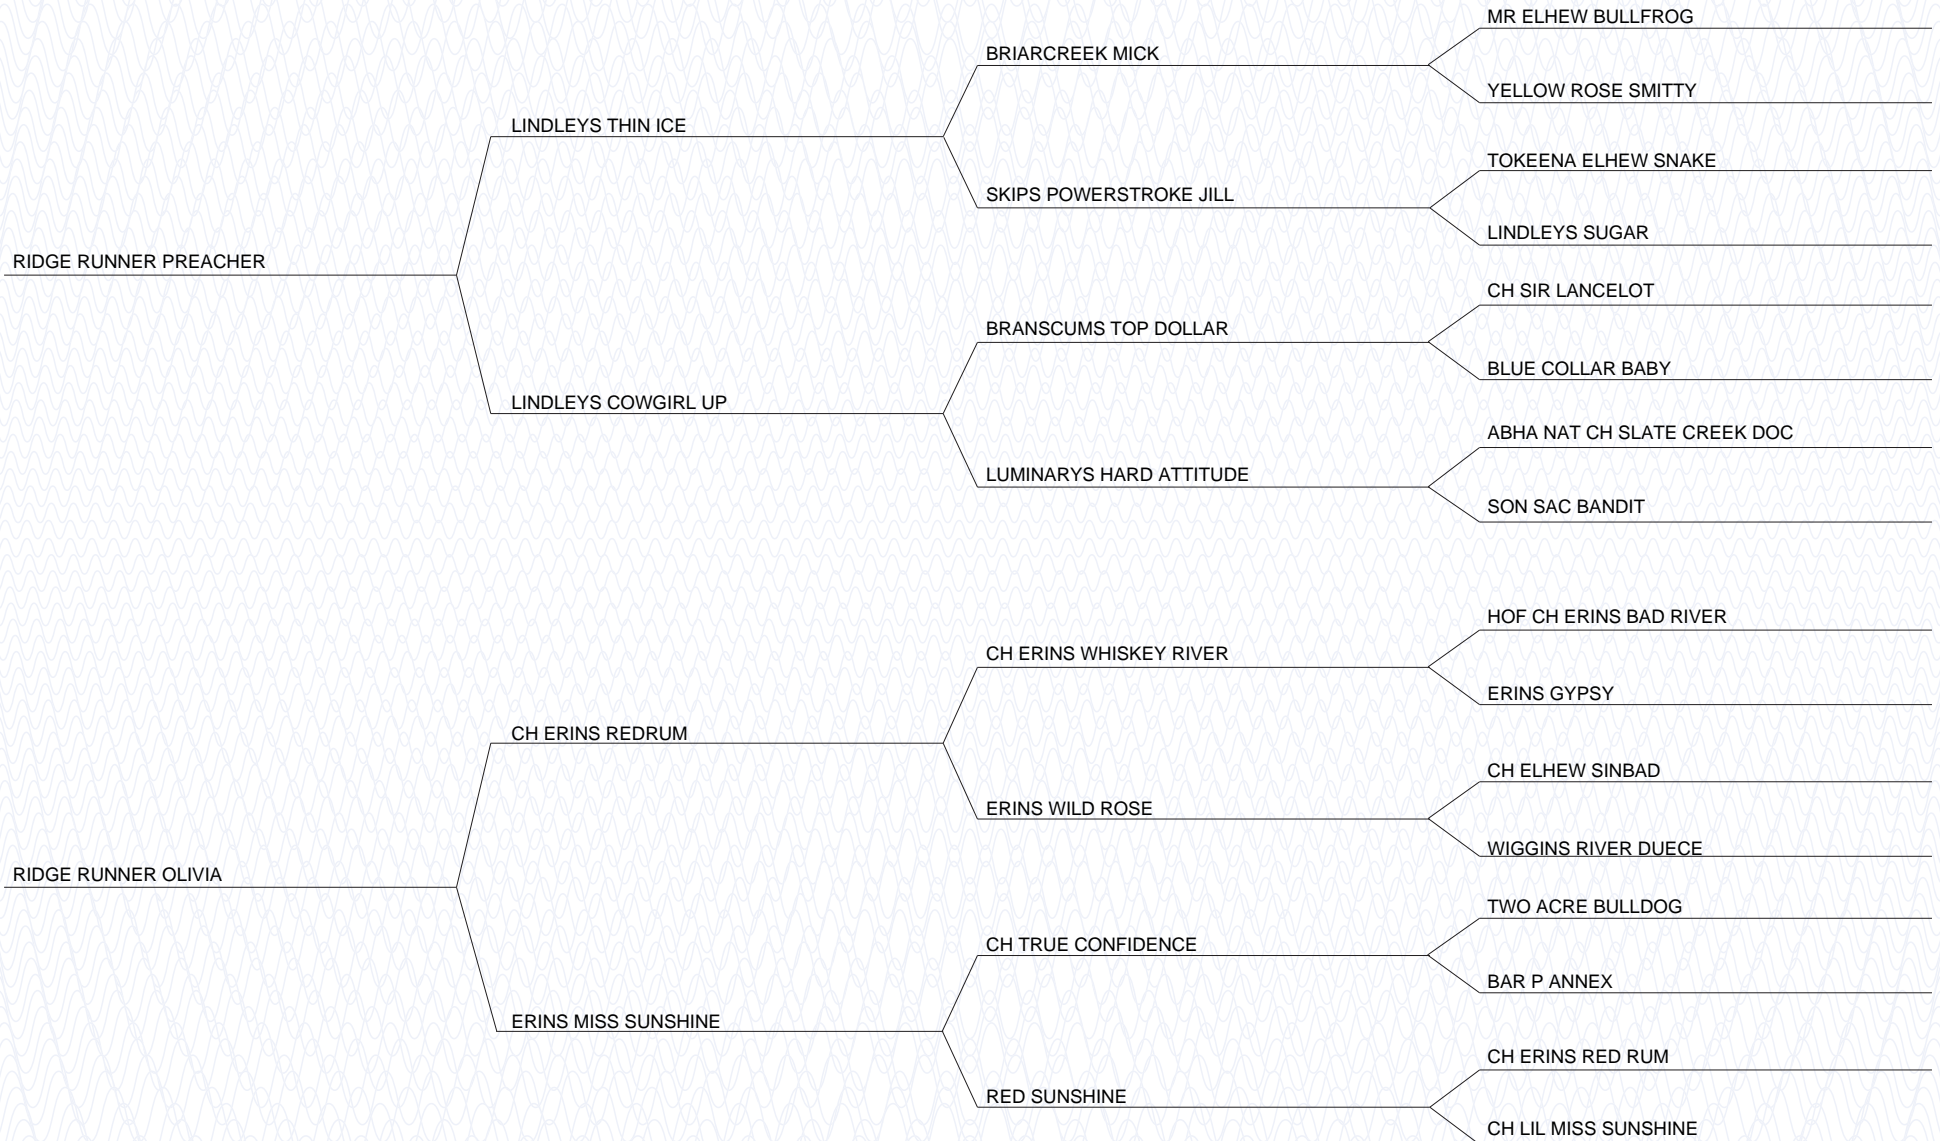 MR ELHEW BULLFROG
BRIARCREEK MICK
YELLOW ROSE SMITTY
LINDLEYS THIN ICE
TOKEENA ELHEW SNAKE
SKIPS POWERSTROKE JILL
LINDLEYS SUGAR
RIDGE RUNNER PREACHER
CH SIR LANCELOT
BRANSCUMS TOP DOLLAR
BLUE COLLAR BABY
LINDLEYS COWGIRL UP
ABHA NAT CH SLATE CREEK DOC
LUMINARYS HARD ATTITUDE
SON SAC BANDIT
HOF CH ERINS BAD RIVER
CH ERINS WHISKEY RIVER
ERINS GYPSY
CH ERINS REDRUM
CH ELHEW SINBAD
ERINS WILD ROSE
WIGGINS RIVER DUECE
RIDGE RUNNER OLIVIA
TWO ACRE BULLDOG
CH TRUE CONFIDENCE
BAR P ANNEX
ERINS MISS SUNSHINE
CH ERINS RED RUM
RED SUNSHINE
CH LIL MISS SUNSHINE